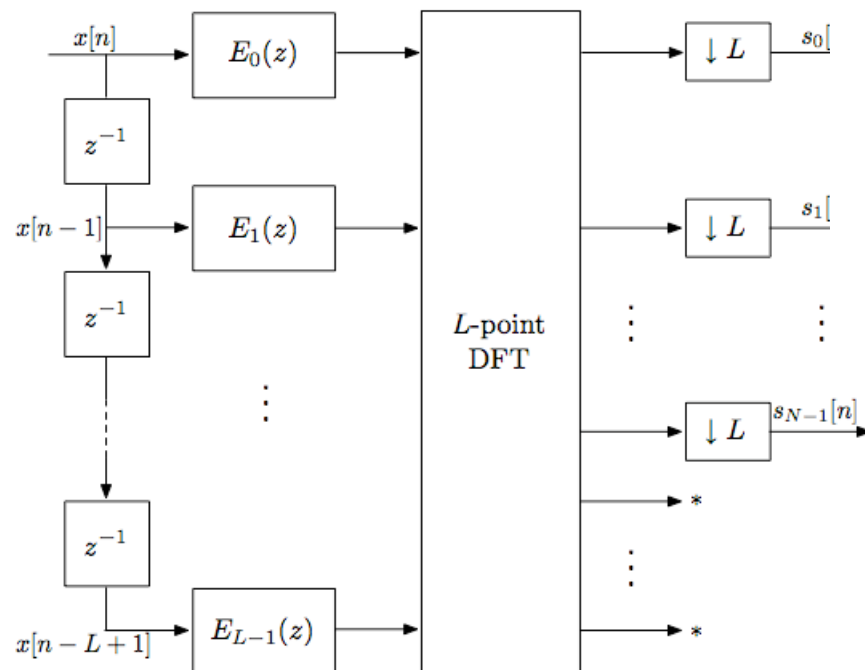 x[n]
E_0(z)
↓ L
s_0[
z^{-1}
x[n − 1]
E_1(z)
↓ L
s_1[
z^{-1}
L-point
DFT
↓ L
s_{N−1}[n]
*
z^{-1}
x[n − L + 1]
E_{L−1}(z)
*